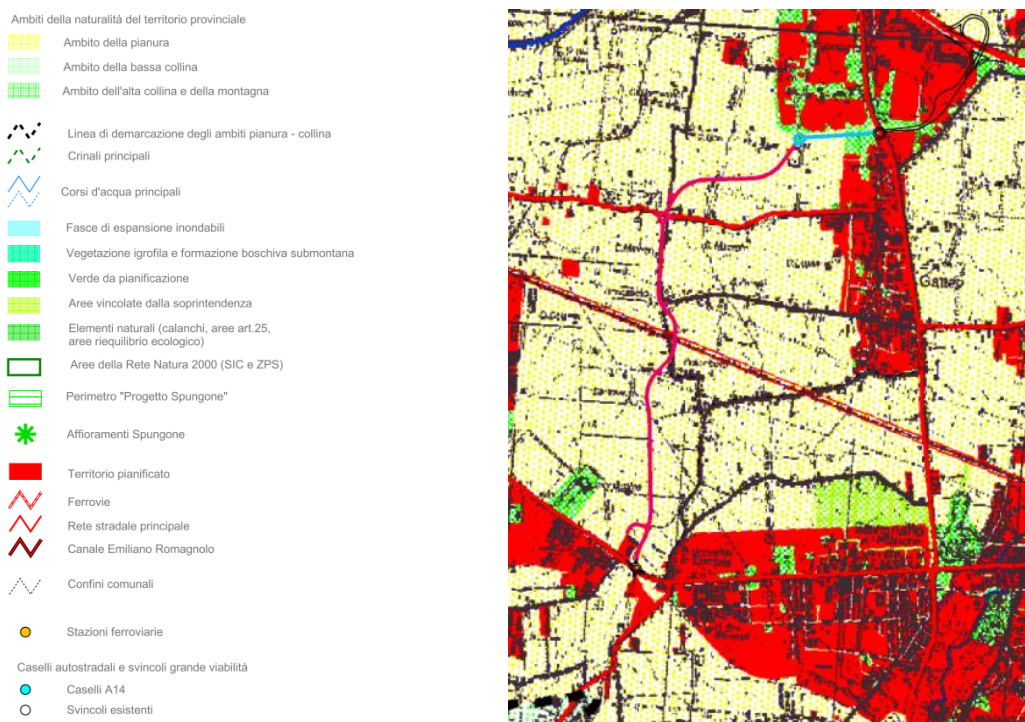 Ambiti della naturalità del territorio provinciale
Ambito della pianura
Ambito della bassa collina
Ambito dell'alta collina e della montagna
Linea di demarcazione degli ambiti pianura - collina
Crinali principali
Corsi d'acqua principali
Fasce di espansione inondabili
Vegetazione igrofila e formazione boschiva submontana
Verde da pianificazione
Aree vincolate dalla soprintendenza
Elementi naturali (calanchi, aree art.25,
aree riequilibrio ecologico)
Aree della Rete Natura 2000 (SIC e ZPS)
Perimetro "Progetto Spungone"
Affioramenti Spungone
Territorio pianificato
Ferrovie
Rete stradale principale
Canale Emiliano Romagnolo
Confini comunali
Stazioni ferroviarie
Caselli autostradali e svincoli grande viabilità
Caselli A14
Svincoli esistenti